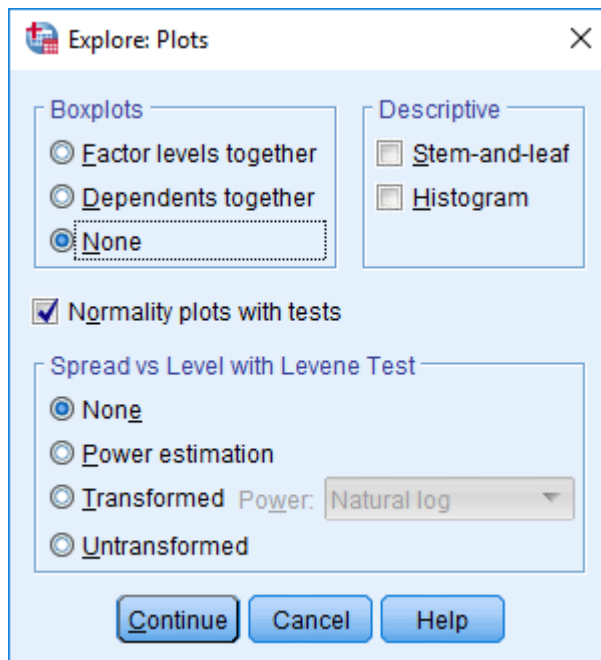 Explore: Plots
Boxplots
Factor levels together
Dependents together
None
Descriptive
Stem-and-leaf
Histogram
Normality plots with tests
Spread vs Level with Levene Test
None
Power estimation
Transformed Power: Natural log
Untransformed
Continue Cancel Help